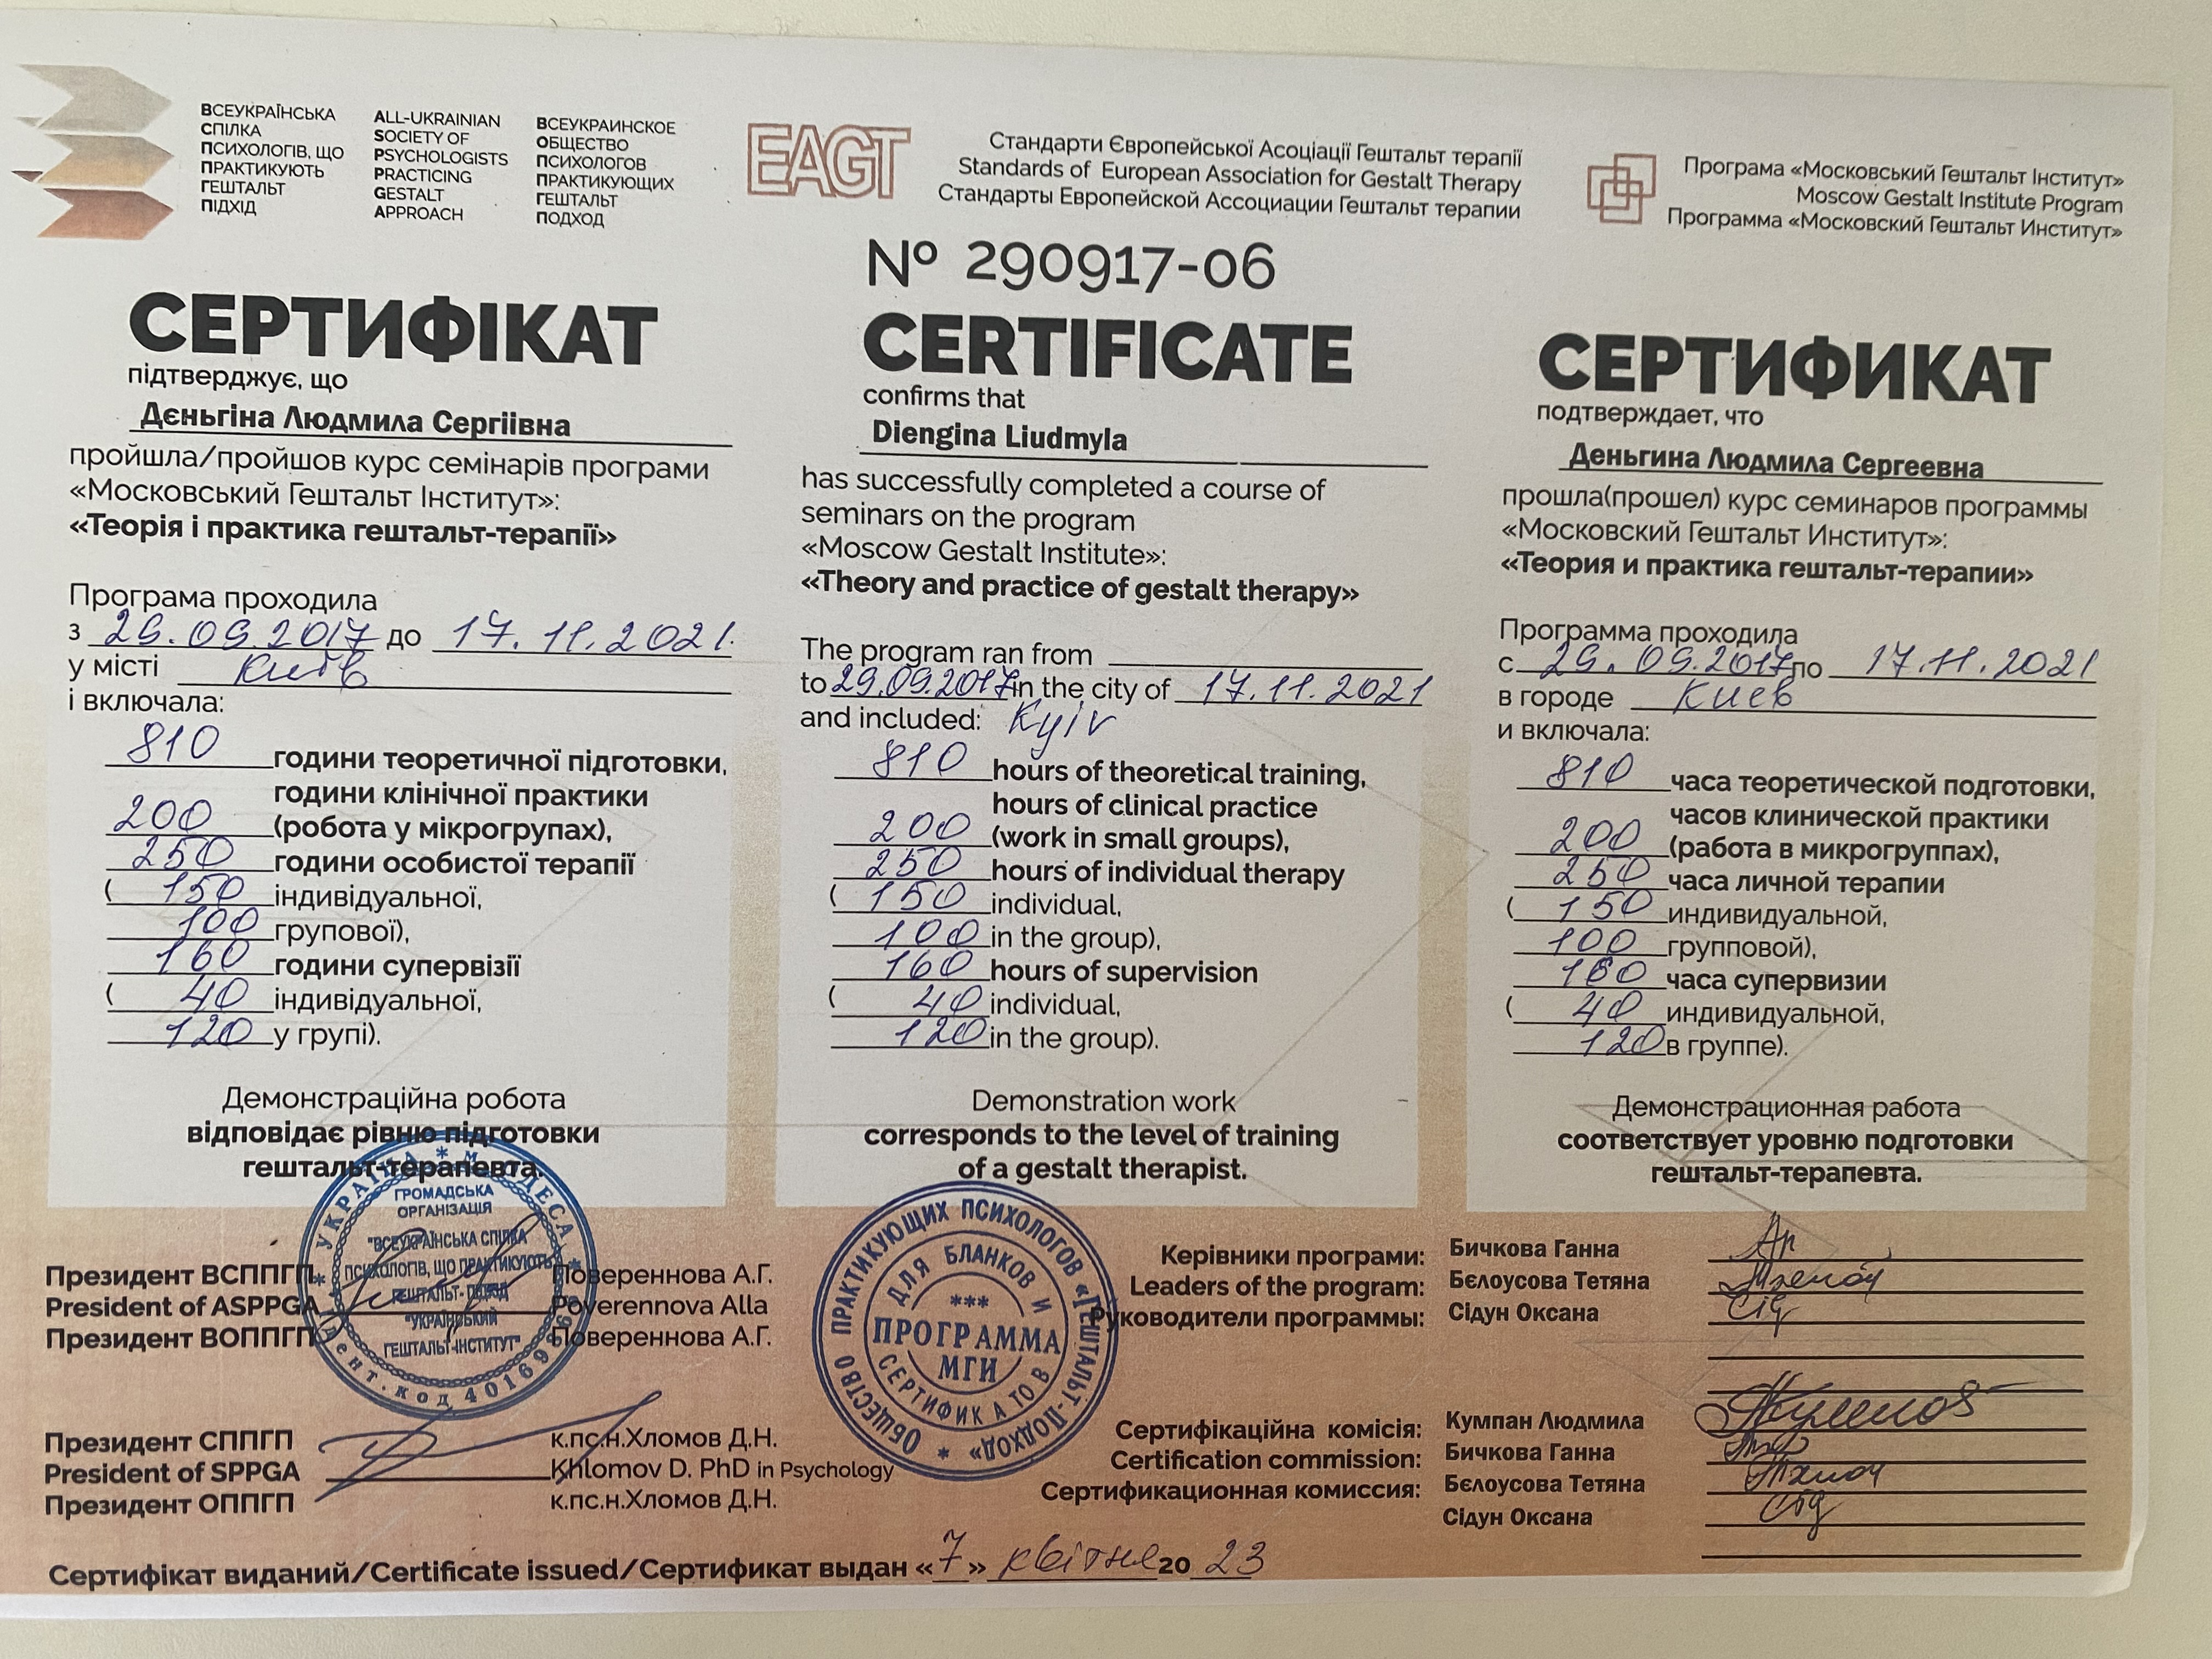 ВСЕУКРАЇНСЬКА
СПІЛКА
ПСИХОЛОГІВ, ЩО
ПРАКТИКУЮТЬ
ГЕШТАЛЬТ
ПІДХІД
ALL-UKRAINIAN
SOCIETY OF
PSYCHOLOGISTS
PRACTICING
GESTALT
APPROACH
ВСЕУКРАИНСКОЕ
ОБЩЕСТВО
ПСИХОЛОГОВ
ПРАКТИКУЮЩИХ
ГЕШТАЛЬТ
ПОДХОД
EAGT
Стандарти Європейської Асоціації Гештальт терапії
Standards of European Association for Gestalt Therapy
Стандарты Европейской Ассоциации Гештальт терапии
Програма «Московський Гештальт Інститут»
Moscow Gestalt Institute Program
Программа «Московский Гештальт Институт»
№ 290917-06
СЕРТИФІКАТ
підтверджує, що
Дєньгіна Людмила Сергіівна
пройшла/пройшов курс семінарів програми
«Московський Гештальт Інститут»:
«Теорія і практика гештальт-терапії»
Програма проходила
з 29.09.2017 до 17.11.2021.
у місті Київ
і включала:
810 години теоретичної підготовки,
години клінічної практики
200 (робота у мікрогрупах),
250 години особистої терапії
( 150 індивідуальної,
100 групової),
160 години супервізії
( 40 індивідуальної,
120 у групі).
Демонстраційна робота
відповідає рівню підготовки
гештальт-терапевта.
CERTIFICATE
confirms that
Diengina Liudmyla
has successfully completed a course of
seminars on the program
«Moscow Gestalt Institute»:
«Theory and practice of gestalt therapy»
The program ran from
to 29.09.2017 in the city of 17.11.2021
and included: Kyiv
810 hours of theoretical training,
hours of clinical practice
200 (work in small groups),
250 hours of individual therapy
( 150 individual,
100 in the group),
160 hours of supervision
( 40 individual,
120 in the group).
Demonstration work
corresponds to the level of training
of a gestalt therapist.
СЕРТИФИКАТ
подтверждает, что
Деньгина Людмила Сергеевна
прошла(прошел) курс семинаров программы
«Московский Гештальт Институт»:
«Теория и практика гештальт-терапии»
Программа проходила
с 29.09.2017 по 17.11.2021
в городе Киев
и включала:
810 часа теоретической подготовки,
часов клинической практики
200 (работа в микрогруппах),
250 часа личной терапии
( 150 индивидуальной,
100 групповой),
160 часа супервизии
( 40 индивидуальной,
120 в группе).
Демонстрационная работа
соответствует уровню подготовки
гештальт-терапевта.
Президент ВСППГП Поверeннова А.Г.
President of ASPPGA Poverennova Alla
Президент ВОППГП Поверeннова А.Г.
УКРАЇНА * м. ОДЕСА *
ГРОМАДСЬКА
ОРГАНІЗАЦІЯ
"ВСЕУКРАЇНСЬКА СПІЛКА
ПСИХОЛОГІВ, ЩО ПРАКТИКУЮТЬ
ГЕШТАЛЬТ-ПІДХІД
"УКРАЇНСЬКИЙ
ГЕШТАЛЬТ-ІНСТИТУТ"
Президент СППГП к.пс.н.Хломов Д.Н.
President of SPPGA Khlomov D. PhD in Psychology
Президент ОППГП к.пс.н.Хломов Д.Н.
ОБЩЕСТВО ПРАКТИКУЮЩИХ ПСИХОЛОГОВ «ГЕШТАЛЬТ-ПОДХОД» *
ДЛЯ БЛАНКОВ И
***
ПРОГРАММА
МГИ
СЕРТИФИКАТОВ
Керівники програми:
Leaders of the program:
Руководители программы:
Бичкова Ганна
Бєлоусова Тетяна
Сідун Оксана
Сертифікаційна комісія:
Certification commission:
Сертификационная комиссия:
Кумпан Людмила
Бичкова Ганна
Бєлоусова Тетяна
Сідун Оксана
Сертифікат виданий/Certificate issued/Сертификат выдан «7» квітня 20 23